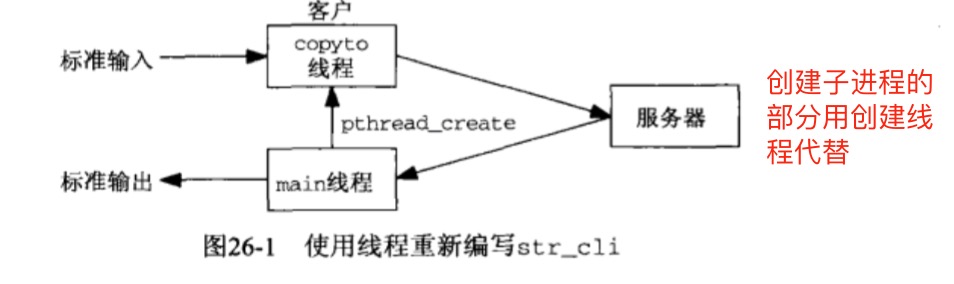 客户
标准输入
copyto
线程
pthread_create
服务器
创建子进程的
部分用创建线
程代替
标准输出
main线程
图26-1 使用线程重新编写str_cli